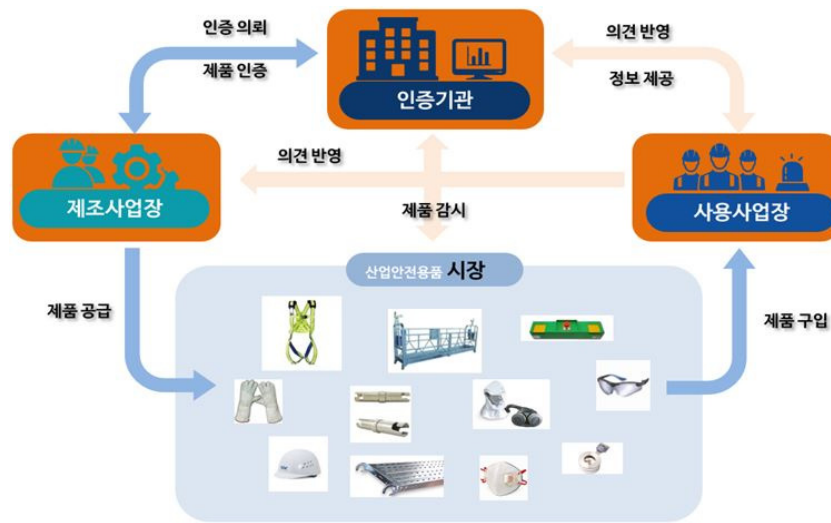 인증 의뢰
제품 인증
인증기관
의견 반영
정보 제공
제조사업장
의견 반영
제품 감시
사용사업장
산업안전용품 시장
제품 공급
제품 구입